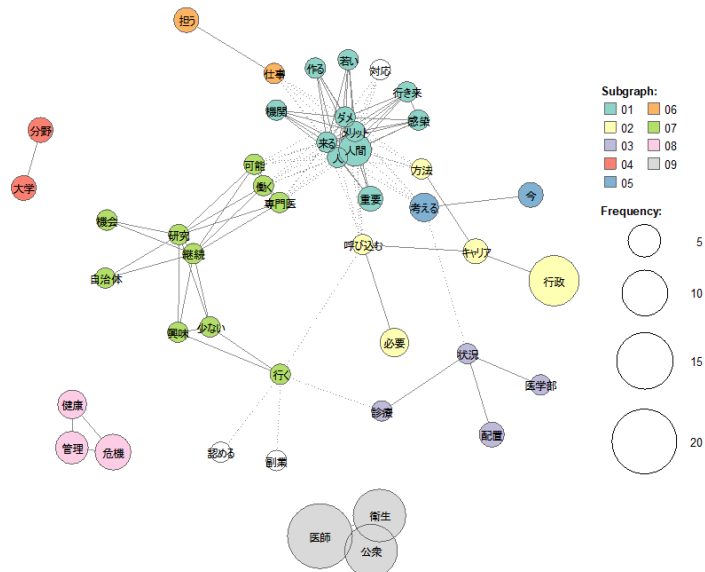 担う
仕事
作る
若い
対応
機関
行き来
ダメ
感染
メリット
来る
人間
人
分野
大学
可能
働く
専門医
重要
方法
考える
今
機会
研究
継続
自治体
呼び込む
キャリア
行政
興味
少ない
必要
行く
状況
医学部
診療
配置
健康
管理
危機
認める
副業
衛生
医師
公衆
Subgraph:
01 06
02 07
03 08
04 09
05
Frequency:
5
10
15
20